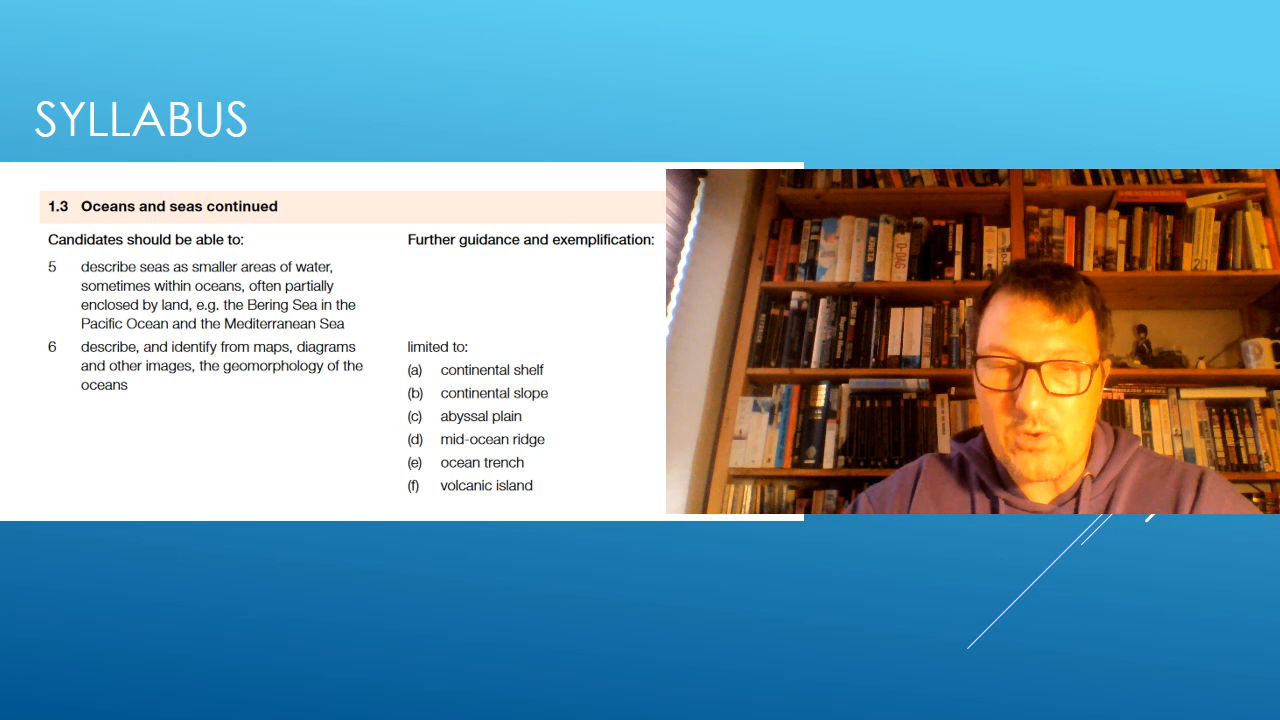 SYLLABUS
1.3 Oceans and seas continued
Candidates should be able to:
Further guidance and exemplification:
5 describe seas as smaller areas of water,
sometimes within oceans, often partially
enclosed by land, e.g. the Bering Sea in the
Pacific Ocean and the Mediterranean Sea
6 describe, and identify from maps, diagrams
and other images, the geomorphology of the
oceans
limited to:
(a) continental shelf
(b) continental slope
(c) abyssal plain
(d) mid-ocean ridge
(e) ocean trench
(f) volcanic island